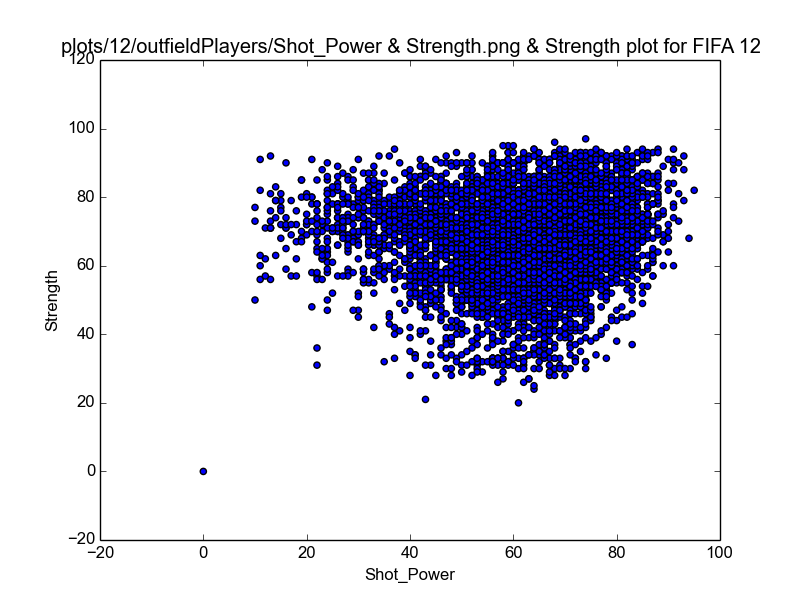 plots/12/outfieldPlayers/Shot_Power & Strength.png & Strength plot for FIFA 12
120
100
80
60
40
20
0
−20
Strength
−20 0 20 40 60 80 100
Shot_Power